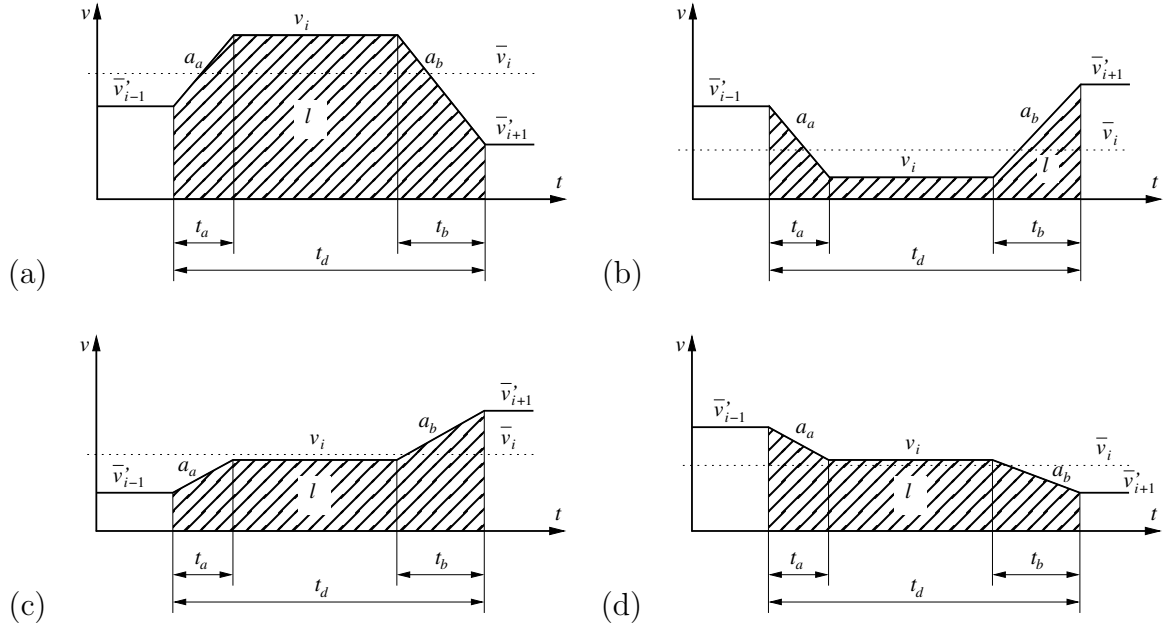 v
v_i
a_a
a_b
v̅_i
v̅'_{i-1}
l
v̅'_{i+1}
t
t_a
t_b
t_d
(a)
v
v̅'_{i+1}
v̅'_{i-1}
a_a
a_b
v̅_i
v_i
l
t
t_a
t_b
t_d
(b)
v
v̅'_{i+1}
a_b
v_i
v̅_i
a_a
v̅'_{i-1}
l
t
t_a
t_b
t_d
(c)
v
v̅'_{i-1}
a_a
v_i
v̅_i
a_b
v̅'_{i+1}
l
t
t_a
t_b
t_d
(d)